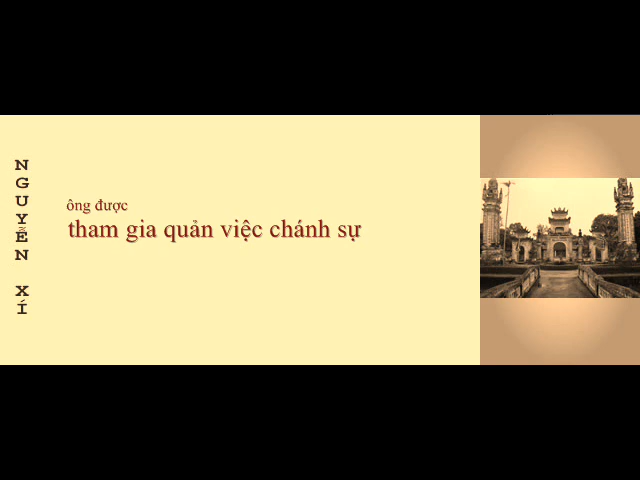 NGUYỄN XÍ
ông được
tham gia quản việc chánh sự